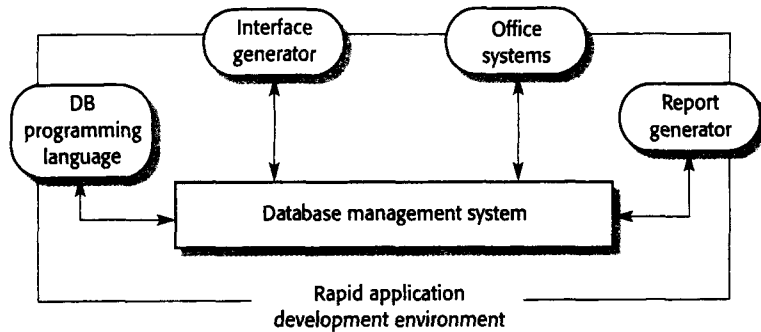 Interface
generator
Office
systems
DB
programming
language
Report
generator
Database management system
Rapid application
development environment